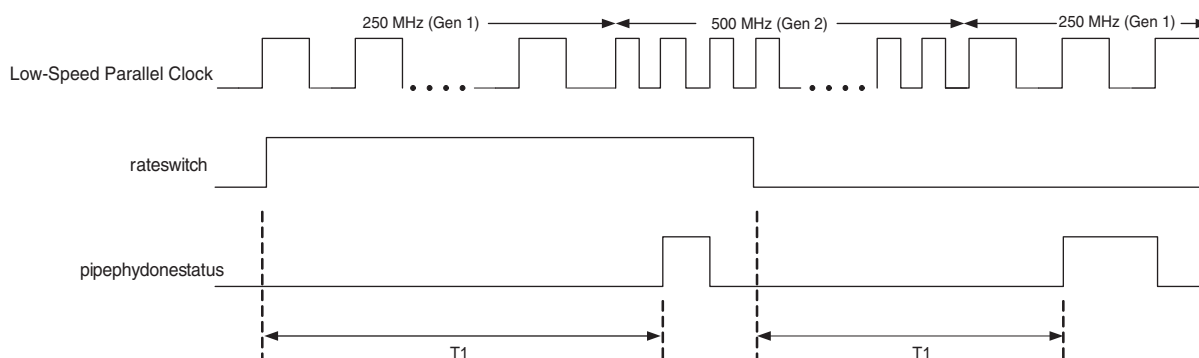 250 MHz (Gen 1) 500 MHz (Gen 2) 250 MHz (Gen 1)
Low-Speed Parallel Clock
rateswitch
pipephydonestatus
T1 T1